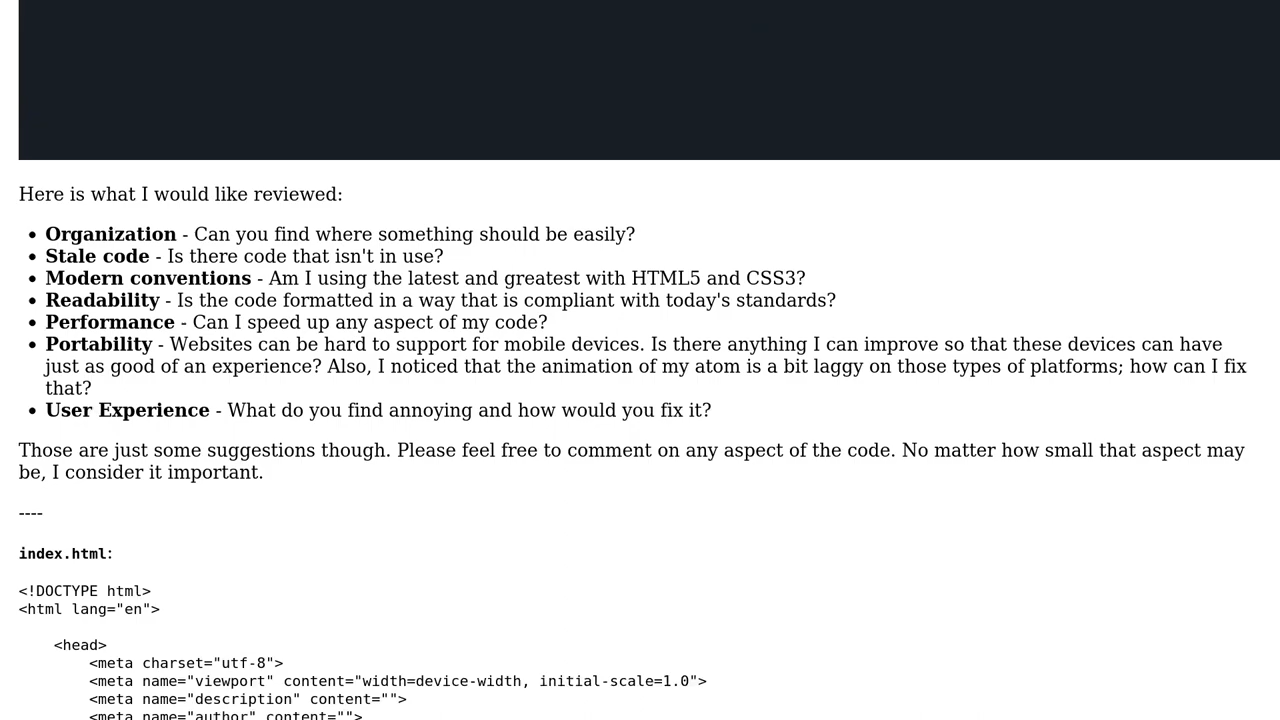 Here is what I would like reviewed:
• Organization - Can you find where something should be easily?
• Stale code - Is there code that isn't in use?
• Modern conventions - Am I using the latest and greatest with HTML5 and CSS3?
• Readability - Is the code formatted in a way that is compliant with today's standards?
• Performance - Can I speed up any aspect of my code?
• Portability - Websites can be hard to support for mobile devices. Is there anything I can improve so that these devices can have
just as good of an experience? Also, I noticed that the animation of my atom is a bit laggy on those types of platforms; how can I fix
that?
• User Experience - What do you find annoying and how would you fix it?
Those are just some suggestions though. Please feel free to comment on any aspect of the code. No matter how small that aspect may
be, I consider it important.
----
index.html:
<!DOCTYPE html>
<html lang="en">
    <head>
        <meta charset="utf-8">
        <meta name="viewport" content="width=device-width, initial-scale=1.0">
        <meta name="description" content="">
        <meta name="author" content="">